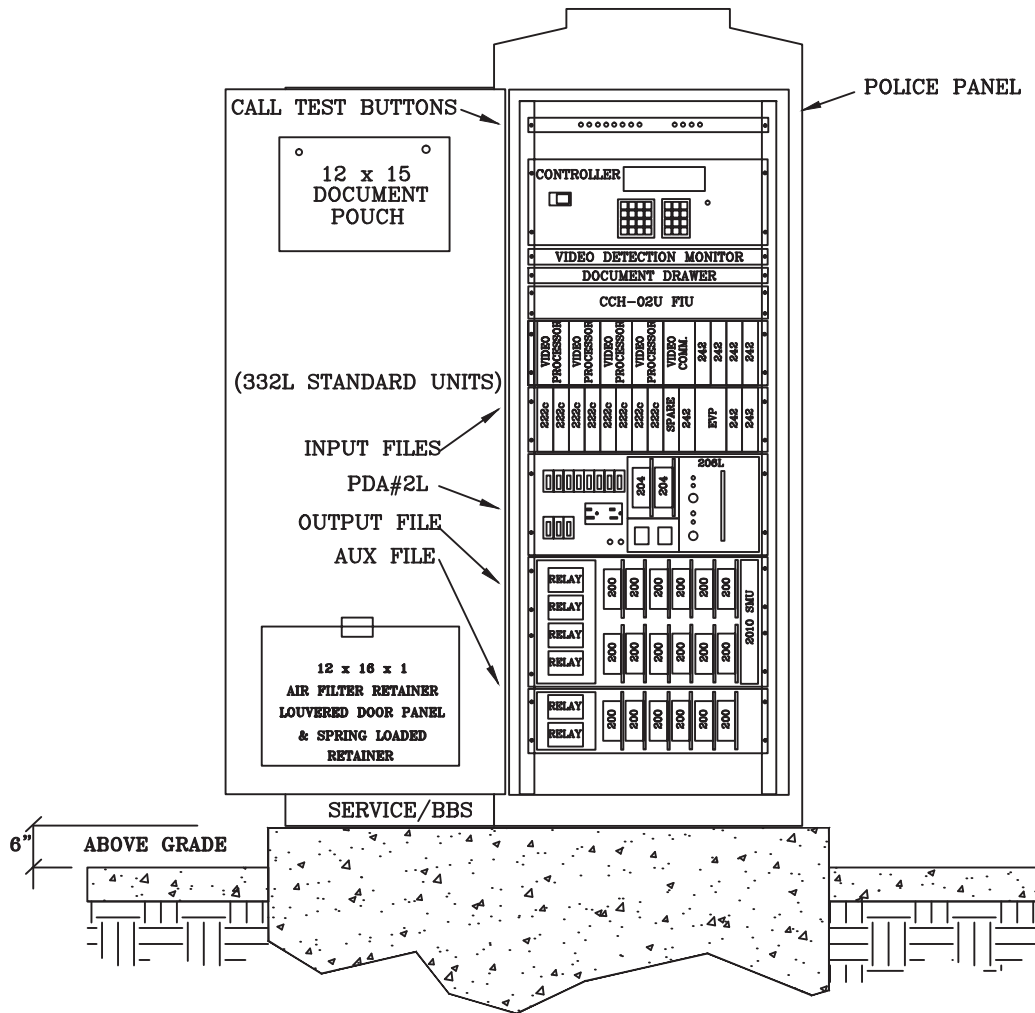 POLICE PANEL
CALL TEST BUTTONS
12 x 15
DOCUMENT
POUCH
CONTROLLER
VIDEO DETECTION MONITOR
DOCUMENT DRAWER
CCH-02U FIU
VIDEO PROCESSOR
VIDEO PROCESSOR
VIDEO PROCESSOR
VIDEO PROCESSOR
VIDEO COMM.
242
242
242
242
(332L STANDARD UNITS)
222c
222c
222c
222c
222c
222c
222c
222c
SPARE
242
EVP
242
242
INPUT FILES
PDA#2L
204
204
206L
OUTPUT FILE
AUX FILE
RELAY
RELAY
RELAY
RELAY
200
200
200
200
200
200
200
200
200
200
200
200
2010 SMU
RELAY
RELAY
200
200
200
200
200
200
12 x 16 x 1
AIR FILTER RETAINER
LOUVERED DOOR PANEL
& SPRING LOADED
RETAINER
SERVICE/BBS
6"
ABOVE GRADE